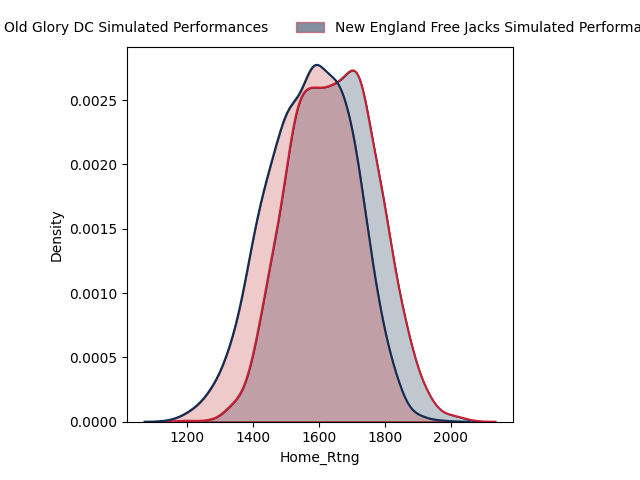 Old Glory DC Simulated Performances
New England Free Jacks Simulated Performa
0.0025
0.0020
0.0015
0.0010
0.0005
0.0000
Density
1200 1400 1600 1800 2000
Home_Rtng